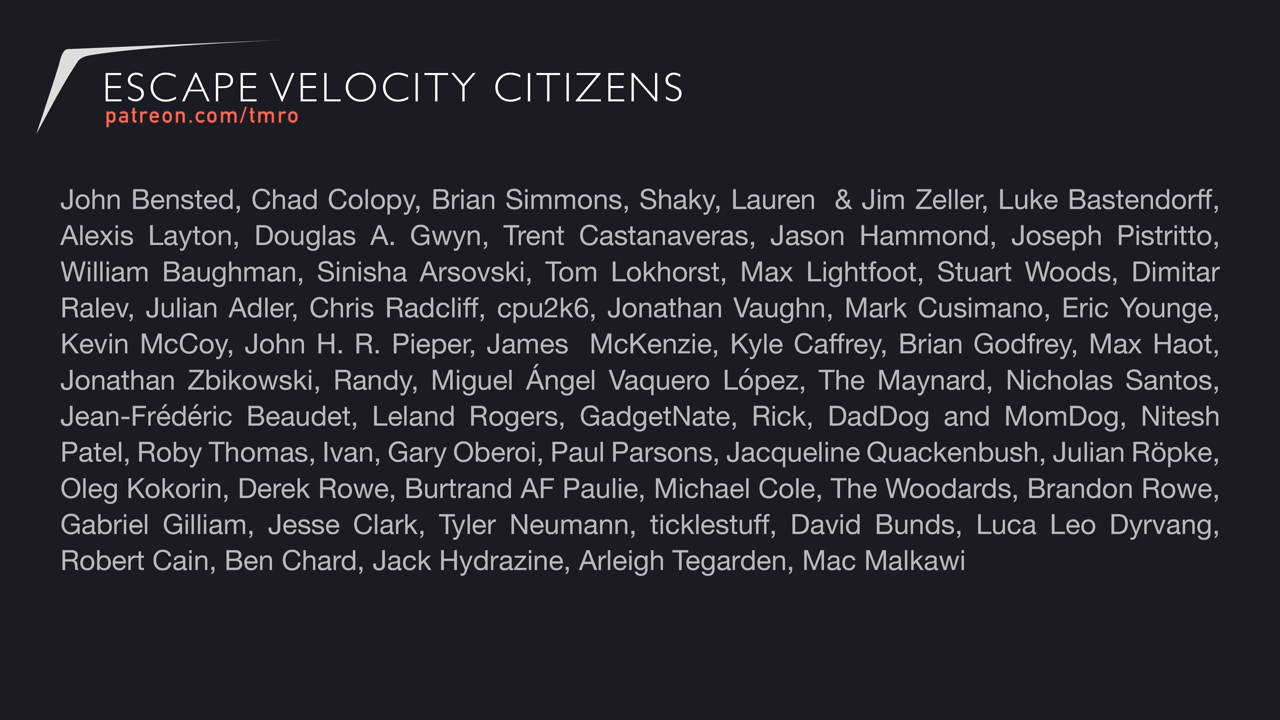 ESCAPE VELOCITY CITIZENS
patreon.com/tmro
John Bensted, Chad Colopy, Brian Simmons, Shaky, Lauren & Jim Zeller, Luke Bastendorff,
Alexis Layton, Douglas A. Gwyn, Trent Castanaveras, Jason Hammond, Joseph Pistritto,
William Baughman, Sinisha Arsovski, Tom Lokhorst, Max Lightfoot, Stuart Woods, Dimitar
Ralev, Julian Adler, Chris Radcliff, cpu2k6, Jonathan Vaughn, Mark Cusimano, Eric Younge,
Kevin McCoy, John H. R. Pieper, James McKenzie, Kyle Caffrey, Brian Godfrey, Max Haot,
Jonathan Zbikowski, Randy, Miguel Ángel Vaquero López, The Maynard, Nicholas Santos,
Jean-Frédéric Beaudet, Leland Rogers, GadgetNate, Rick, DadDog and MomDog, Nitesh
Patel, Roby Thomas, Ivan, Gary Oberoi, Paul Parsons, Jacqueline Quackenbush, Julian Röpke,
Oleg Kokorin, Derek Rowe, Burtrand AF Paulie, Michael Cole, The Woodards, Brandon Rowe,
Gabriel Gilliam, Jesse Clark, Tyler Neumann, ticklestuff, David Bunds, Luca Leo Dyrvang,
Robert Cain, Ben Chard, Jack Hydrazine, Arleigh Tegarden, Mac Malkawi